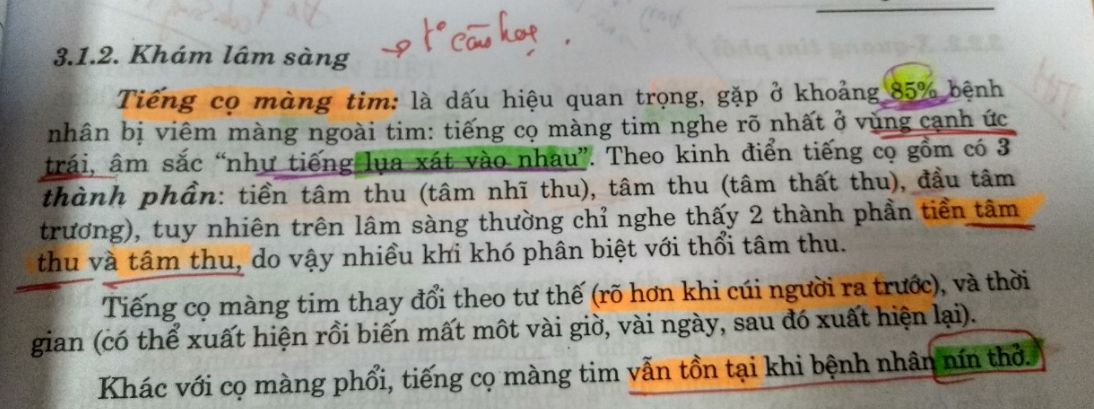 3.1.2. Khám lâm sàng
Tiếng cọ màng tim: là dấu hiệu quan trọng, gặp ở khoảng 85% bệnh
nhân bị viêm màng ngoài tim: tiếng cọ màng tim nghe rõ nhất ở vùng cạnh ức
trái, âm sắc “như tiếng lụa xát vào nhau”. Theo kinh điển tiếng cọ gồm có 3
thành phần: tiền tâm thu (tâm nhĩ thu), tâm thu (tâm thất thu), đầu tâm
trương), tuy nhiên trên lâm sàng thường chỉ nghe thấy 2 thành phần tiền tâm
thu và tâm thu, do vậy nhiều khi khó phân biệt với thổi tâm thu.
Tiếng cọ màng tim thay đổi theo tư thế (rõ hơn khi cúi người ra trước), và thời
gian (có thể xuất hiện rồi biến mất một vài giờ, vài ngày, sau đó xuất hiện lại).
Khác với cọ màng phổi, tiếng cọ màng tim vẫn tồn tại khi bệnh nhân nín thở.